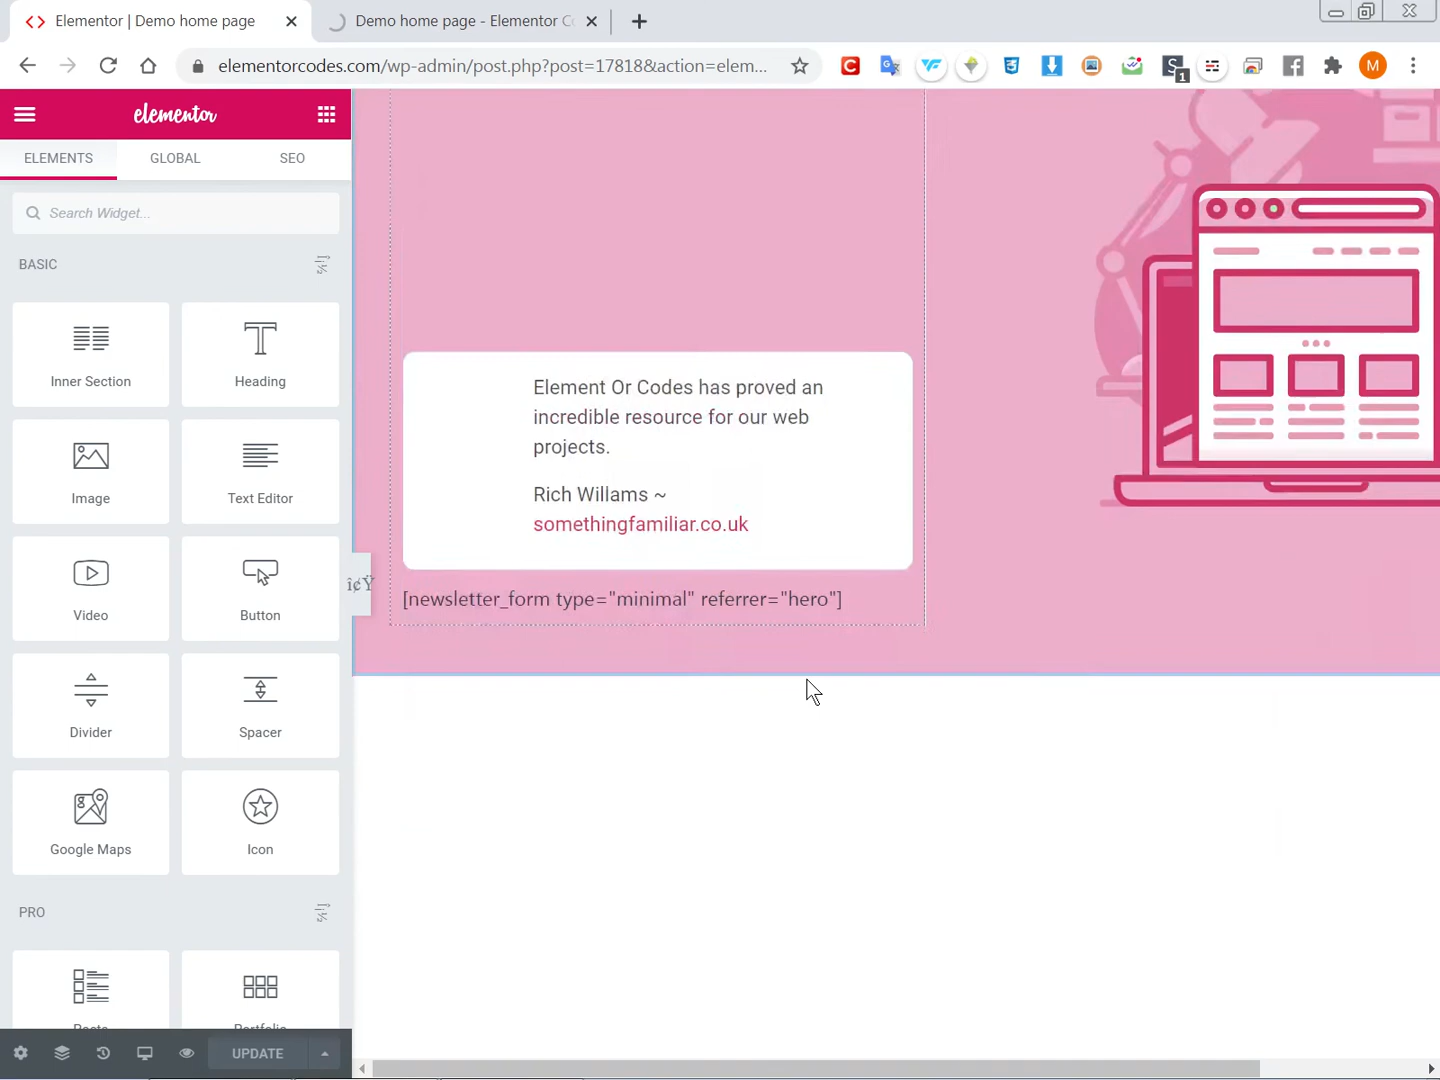 Elementor | Demo home page
Demo home page - Elementor C
elementorcodes.com/wp-admin/post.php?post=17818&action=elem...
1
M
elementor
ELEMENTS
GLOBAL
SEO
Search Widget...
BASIC
Inner Section
Heading
Image
Text Editor
Video
Button
Divider
Spacer
Google Maps
Icon
PRO
UPDATE
Element Or Codes has proved an
incredible resource for our web
projects.
Rich Willams ~
somethingfamiliar.co.uk
[newsletter_form type="minimal" referrer="hero"]